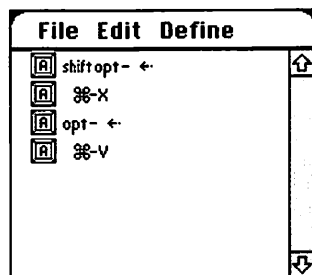 File Edit Define
A shift opt- ←
A ⌘-X
A opt- ←
A ⌘-V